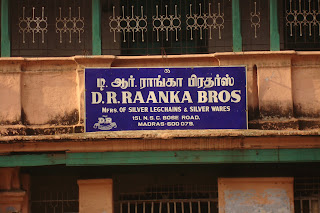 டி. ஆர். ராங்கா பிரதர்ஸ்
D.R.RAANKA BROS
MFRS. OF SILVER LEGCHAINS & SILVER WARES
151, N.S.C. BOSE ROAD,
MADRAS-600 079.